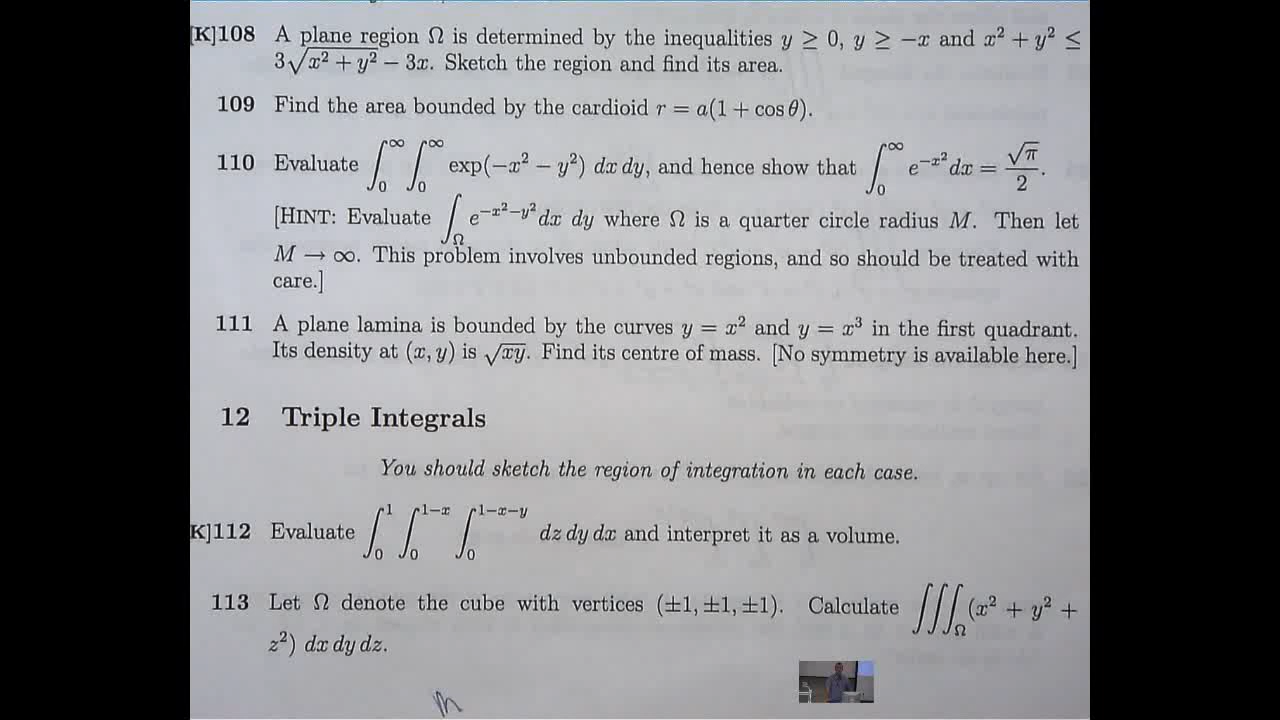 [K]108 A plane region Ω is determined by the inequalities y ≥ 0, y ≥ −x and x² + y² ≤
3√(x² + y²) − 3x. Sketch the region and find its area.
109 Find the area bounded by the cardioid r = a(1 + cos θ).
110 Evaluate ∫₀^∞ ∫₀^∞ exp(−x² − y²) dx dy, and hence show that ∫₀^∞ e^(−x²) dx = √π/2.
[HINT: Evaluate ∫_Ω e^(−x²−y²) dx dy where Ω is a quarter circle radius M. Then let
M → ∞. This problem involves unbounded regions, and so should be treated with
care.]
111 A plane lamina is bounded by the curves y = x² and y = x³ in the first quadrant.
Its density at (x, y) is √(xy). Find its centre of mass. [No symmetry is available here.]
12 Triple Integrals
You should sketch the region of integration in each case.
K]112 Evaluate ∫₀^1 ∫₀^(1−x) ∫₀^(1−x−y) dz dy dx and interpret it as a volume.
113 Let Ω denote the cube with vertices (±1, ±1, ±1). Calculate ∭_Ω (x² + y² +
z²) dx dy dz.